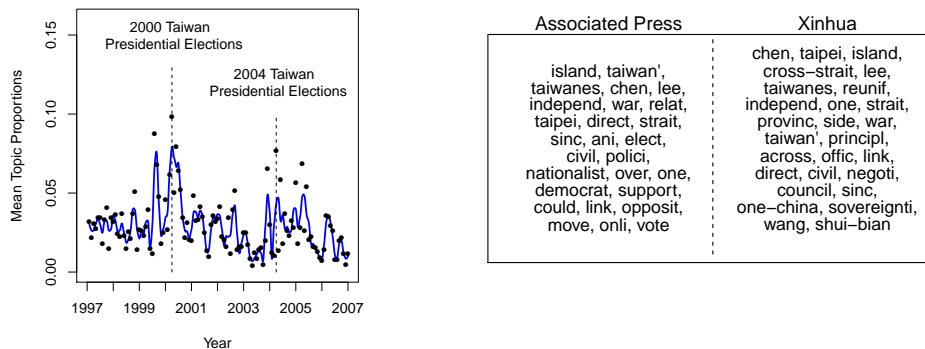 2000 Taiwan
Presidential Elections
2004 Taiwan
Presidential Elections
Mean Topic Proportions
0.15
0.10
0.05
0.00
1997
1999
2001
2003
2005
2007
Year
Associated Press
island, taiwan',
taiwanes, chen, lee,
independ, war, relat
taipei, direct, strait,
sinc, ani, elect,
civil, polici,
nationalist, over, one,
democrat, support,
could, link, opposit,
move, onli, vote
Xinhua
chen, taipei, island,
cross−strait, lee,
taiwanes, reunif,
independ, one, strait,
provinc, side, war,
taiwan', principl,
across, offic, link,
direct, civil, negoti,
council, sinc,
one−china, sovereignti,
wang, shui−bian